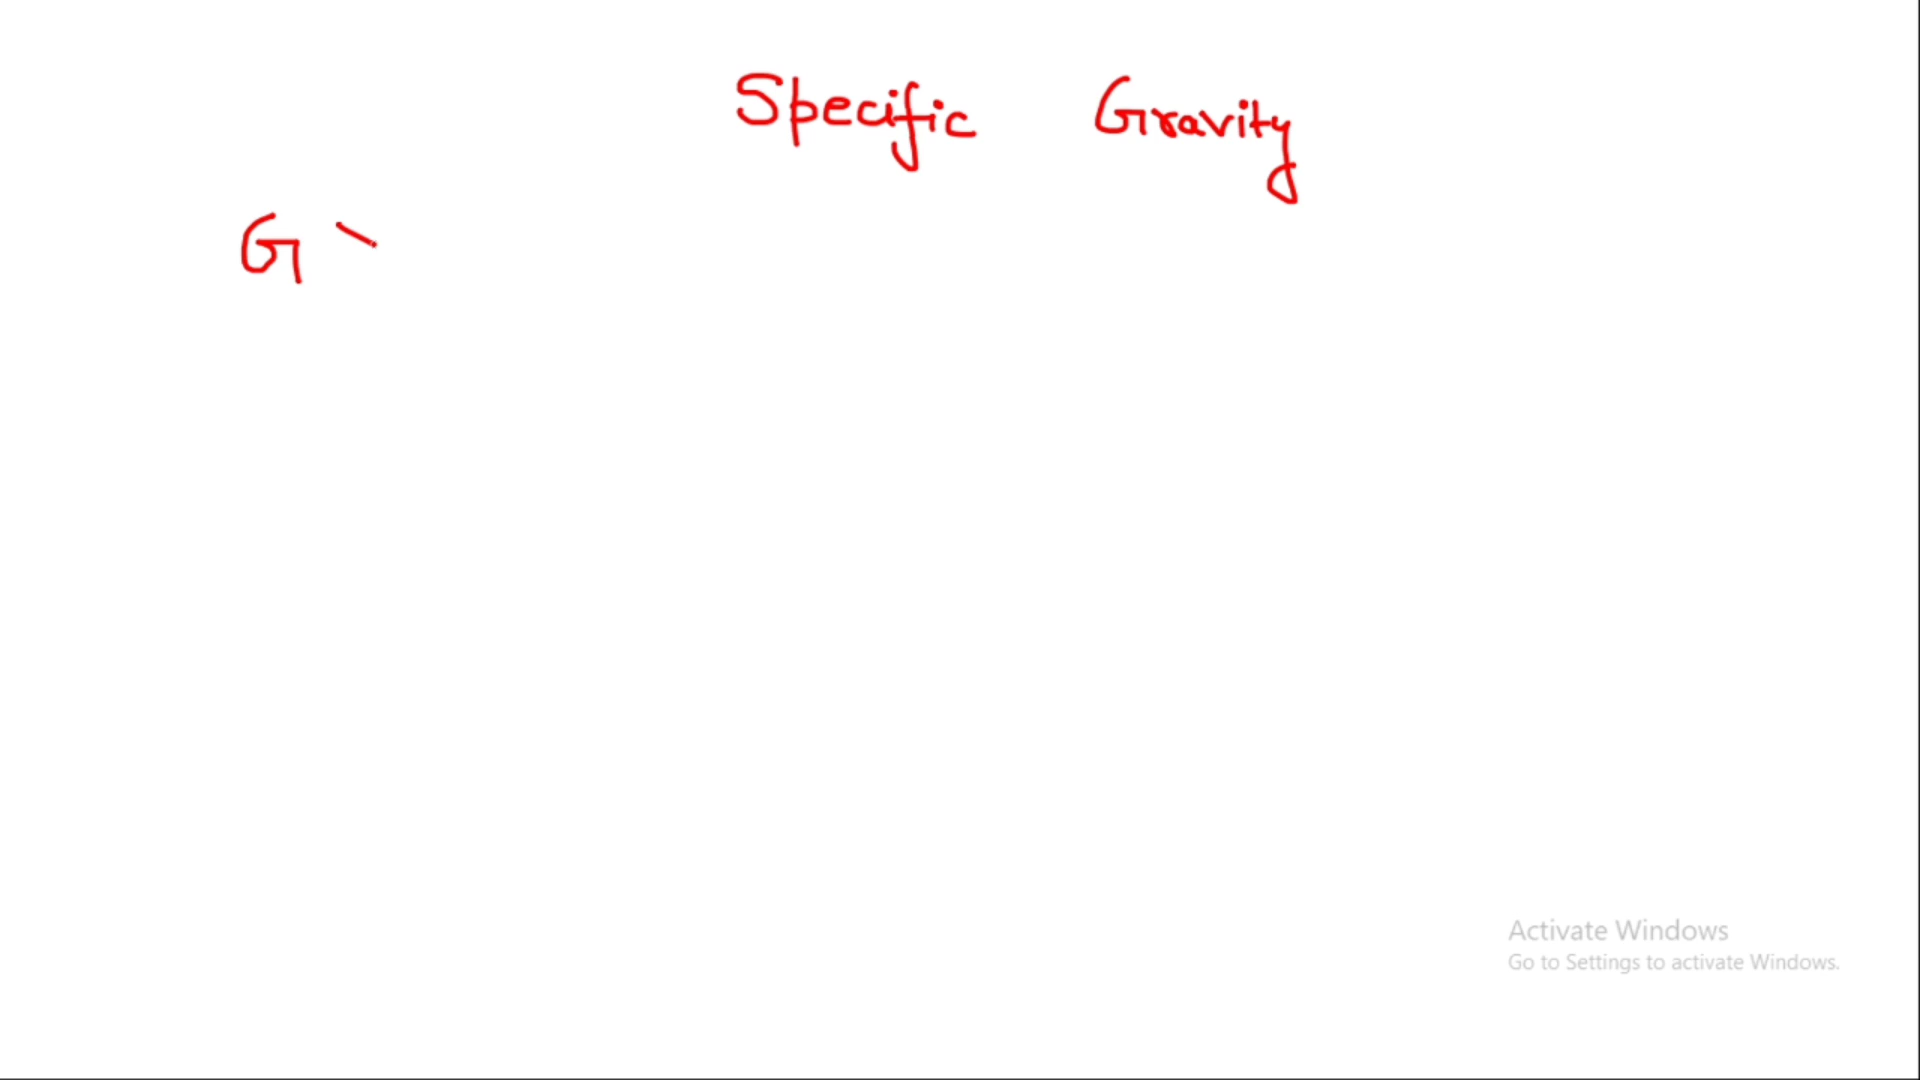 Specific Gravity
G
Activate Windows
Go to Settings to activate Windows.